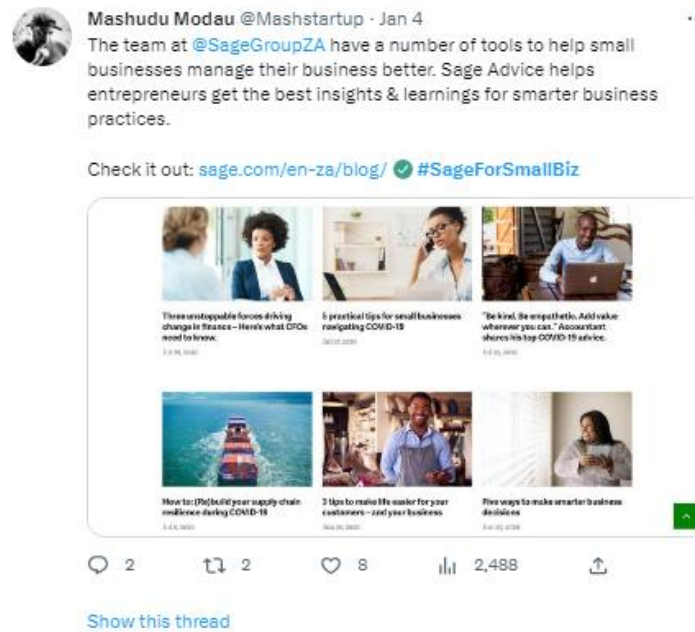 Mashudu Modau @Mashstartup · Jan 4
The team at @SageGroupZA have a number of tools to help small
businesses manage their business better. Sage Advice helps
entrepreneurs get the best insights & learnings for smarter business
practices.
Check it out: sage.com/en-za/blog/ ✅ #SageForSmallBiz
Three unstoppable forces driving
change in finance – Here's what CFOs
need to know.
5 practical tips for small businesses
navigating COVID-19
"Be kind. Be empathetic. Add value
wherever you can." Accountant
shares his top COVID-19 advice.
How to: (Re)build your supply chain
resilience during COVID-19
3 tips to make life easier for your
customers – and your business
Five ways to make smarter business
decisions
2 2 8 2,488
Show this thread